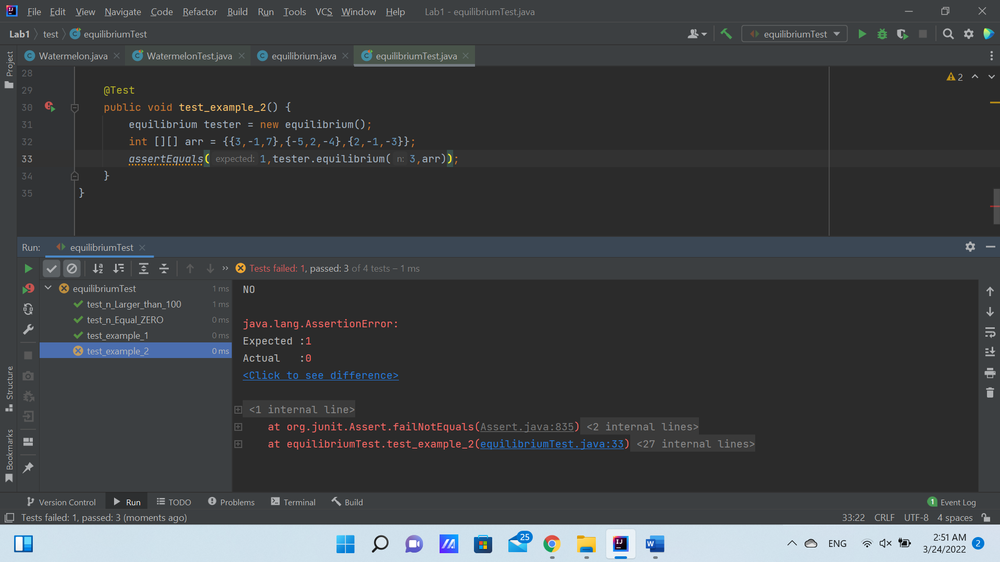 File Edit View Navigate Code Refactor Build Run Tools VCS Window Help Lab1 - equilibriumTest.java
Lab1 test equilibriumTest equilibriumTest
Watermelon.java WatermelonTest.java equilibrium.java equilibriumTest.java
Project
28
2
29 @Test
30 public void test_example_2() {
31 equilibrium tester = new equilibrium();
32 int [][] arr = {{3,-1,7},{-5,2,-4},{2,-1,-3}};
33 assertEquals( expected: 1,tester.equilibrium( n: 3,arr));
34 }
35 }
Run: equilibriumTest
Tests failed: 1, passed: 3 of 4 tests – 1 ms
equilibriumTest 1 ms
test_n_Larger_than_100 1 ms
test_n_Equal_ZERO 0 ms
test_example_1 0 ms
test_example_2 0 ms
NO
java.lang.AssertionError:
Expected :1
Actual   :0
<Click to see difference>
<1 internal line>
at org.junit.Assert.failNotEquals(Assert.java:835) <2 internal lines>
at equilibriumTest.test_example_2(equilibriumTest.java:33) <27 internal lines>
Structure
Bookmarks
Version Control Run TODO Problems Terminal Build 1 Event Log
Tests failed: 1, passed: 3 (moments ago) 33:22 CRLF UTF-8 4 spaces
25
ENG
2:51 AM
3/24/2022
2